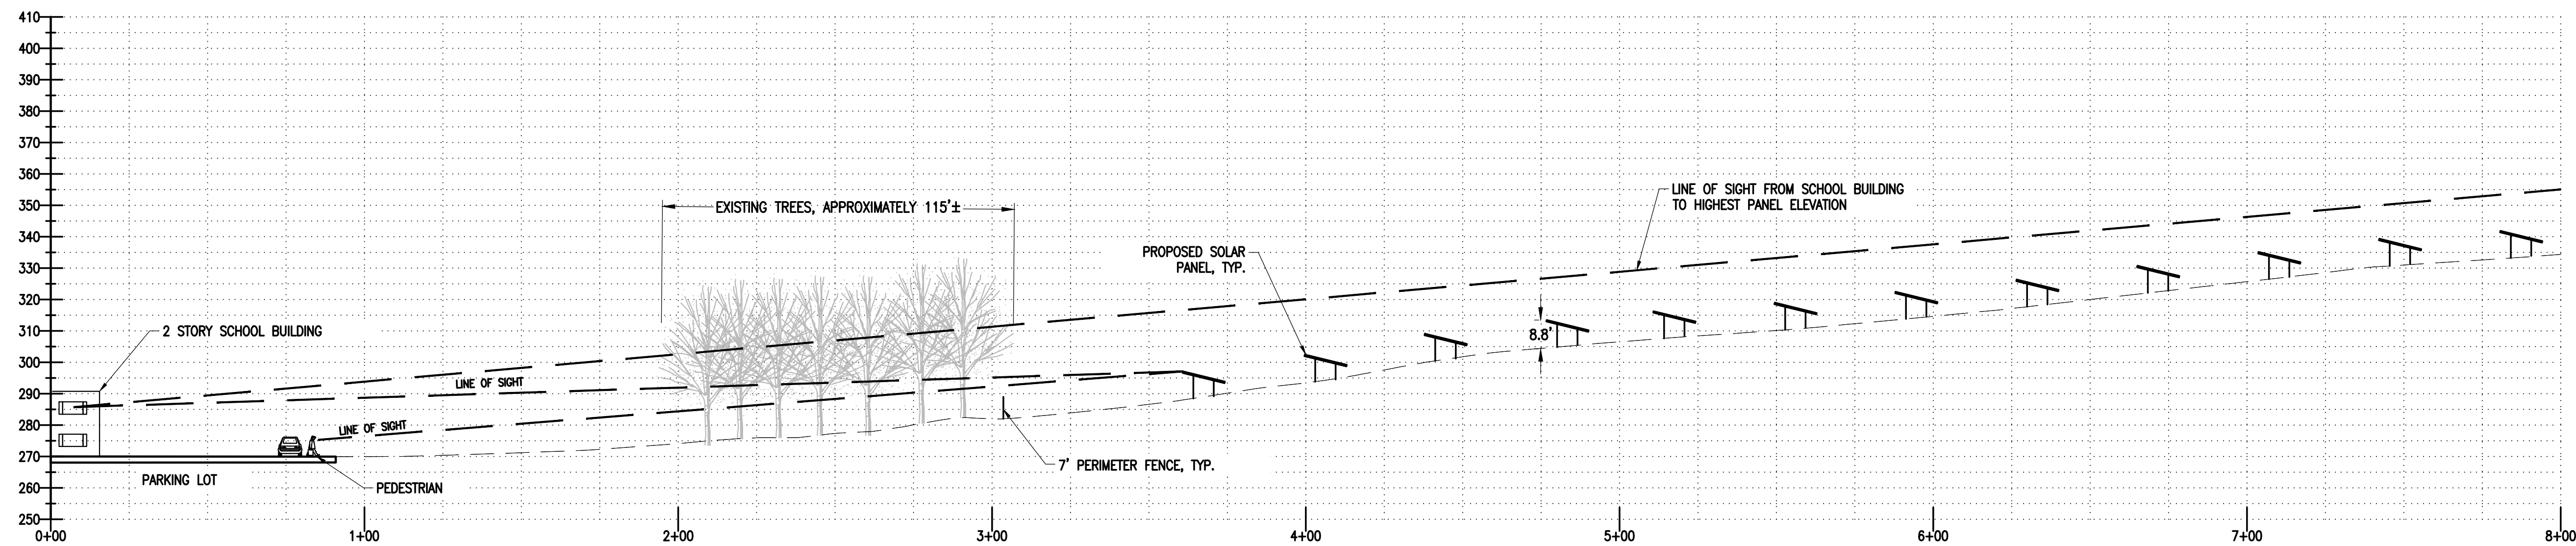 410
400
390
380
370
360
350
340
330
320
310
300
290
280
270
260
250
EXISTING TREES, APPROXIMATELY 115'±
LINE OF SIGHT FROM SCHOOL BUILDING
TO HIGHEST PANEL ELEVATION
PROPOSED SOLAR
PANEL, TYP.
2 STORY SCHOOL BUILDING
8.8'
LINE OF SIGHT
LINE OF SIGHT
7' PERIMETER FENCE, TYP.
PARKING LOT
PEDESTRIAN
0+00 1+00 2+00 3+00 4+00 5+00 6+00 7+00 8+00